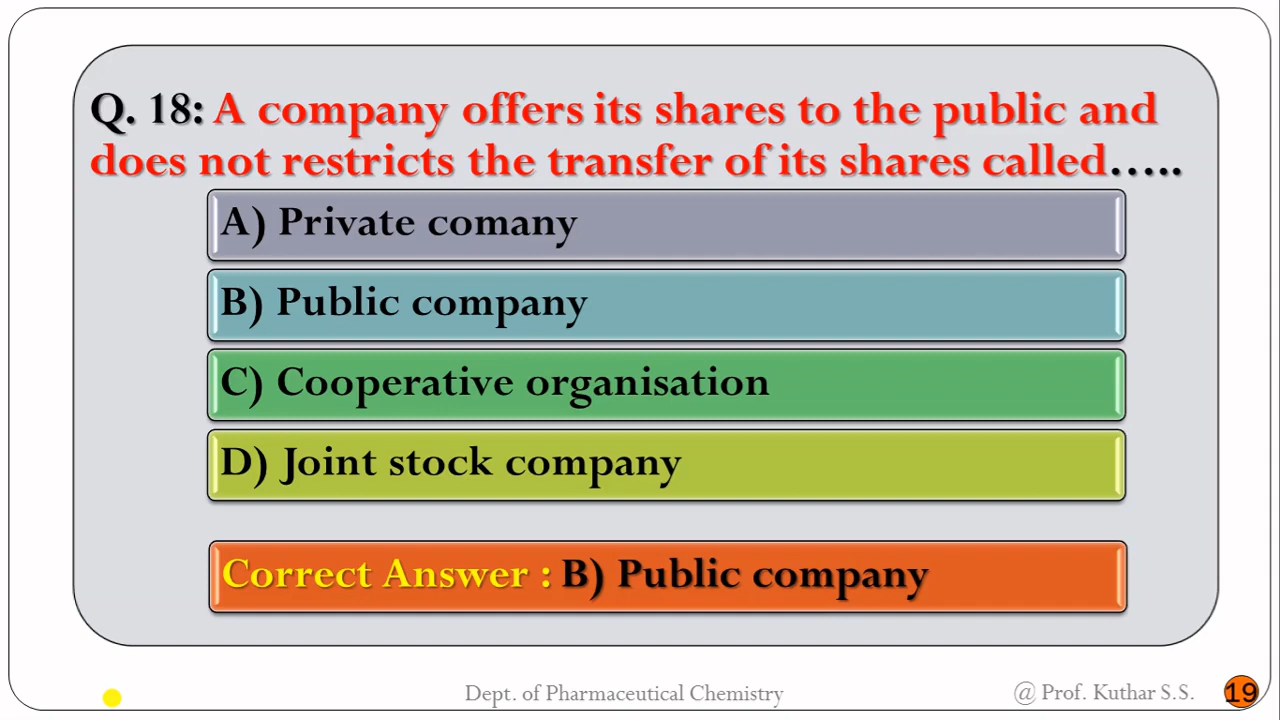 Q. 18: A company offers its shares to the public and
does not restricts the transfer of its shares called…..
A) Private comany
B) Public company
C) Cooperative organisation
D) Joint stock company
Correct Answer : B) Public company
Dept. of Pharmaceutical Chemistry
@ Prof. Kuthar S.S.
19